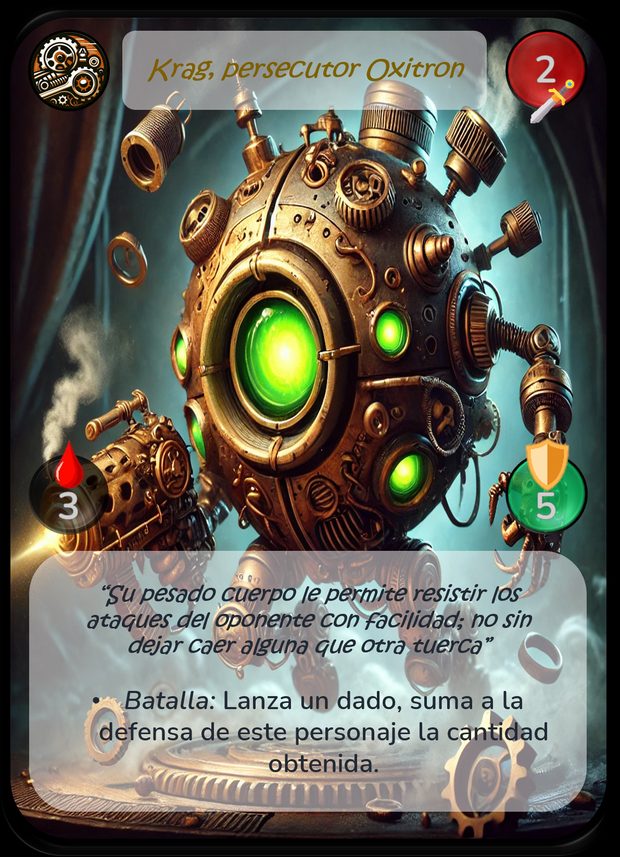 Krag, persecutor Oxitron
2
3
5
“Su pesado cuerpo le permite resistir los
ataques del oponente con facilidad; no sin
dejar caer alguna que otra tuerca”
• Batalla: Lanza un dado, suma a la
defensa de este personaje la cantidad
obtenida.